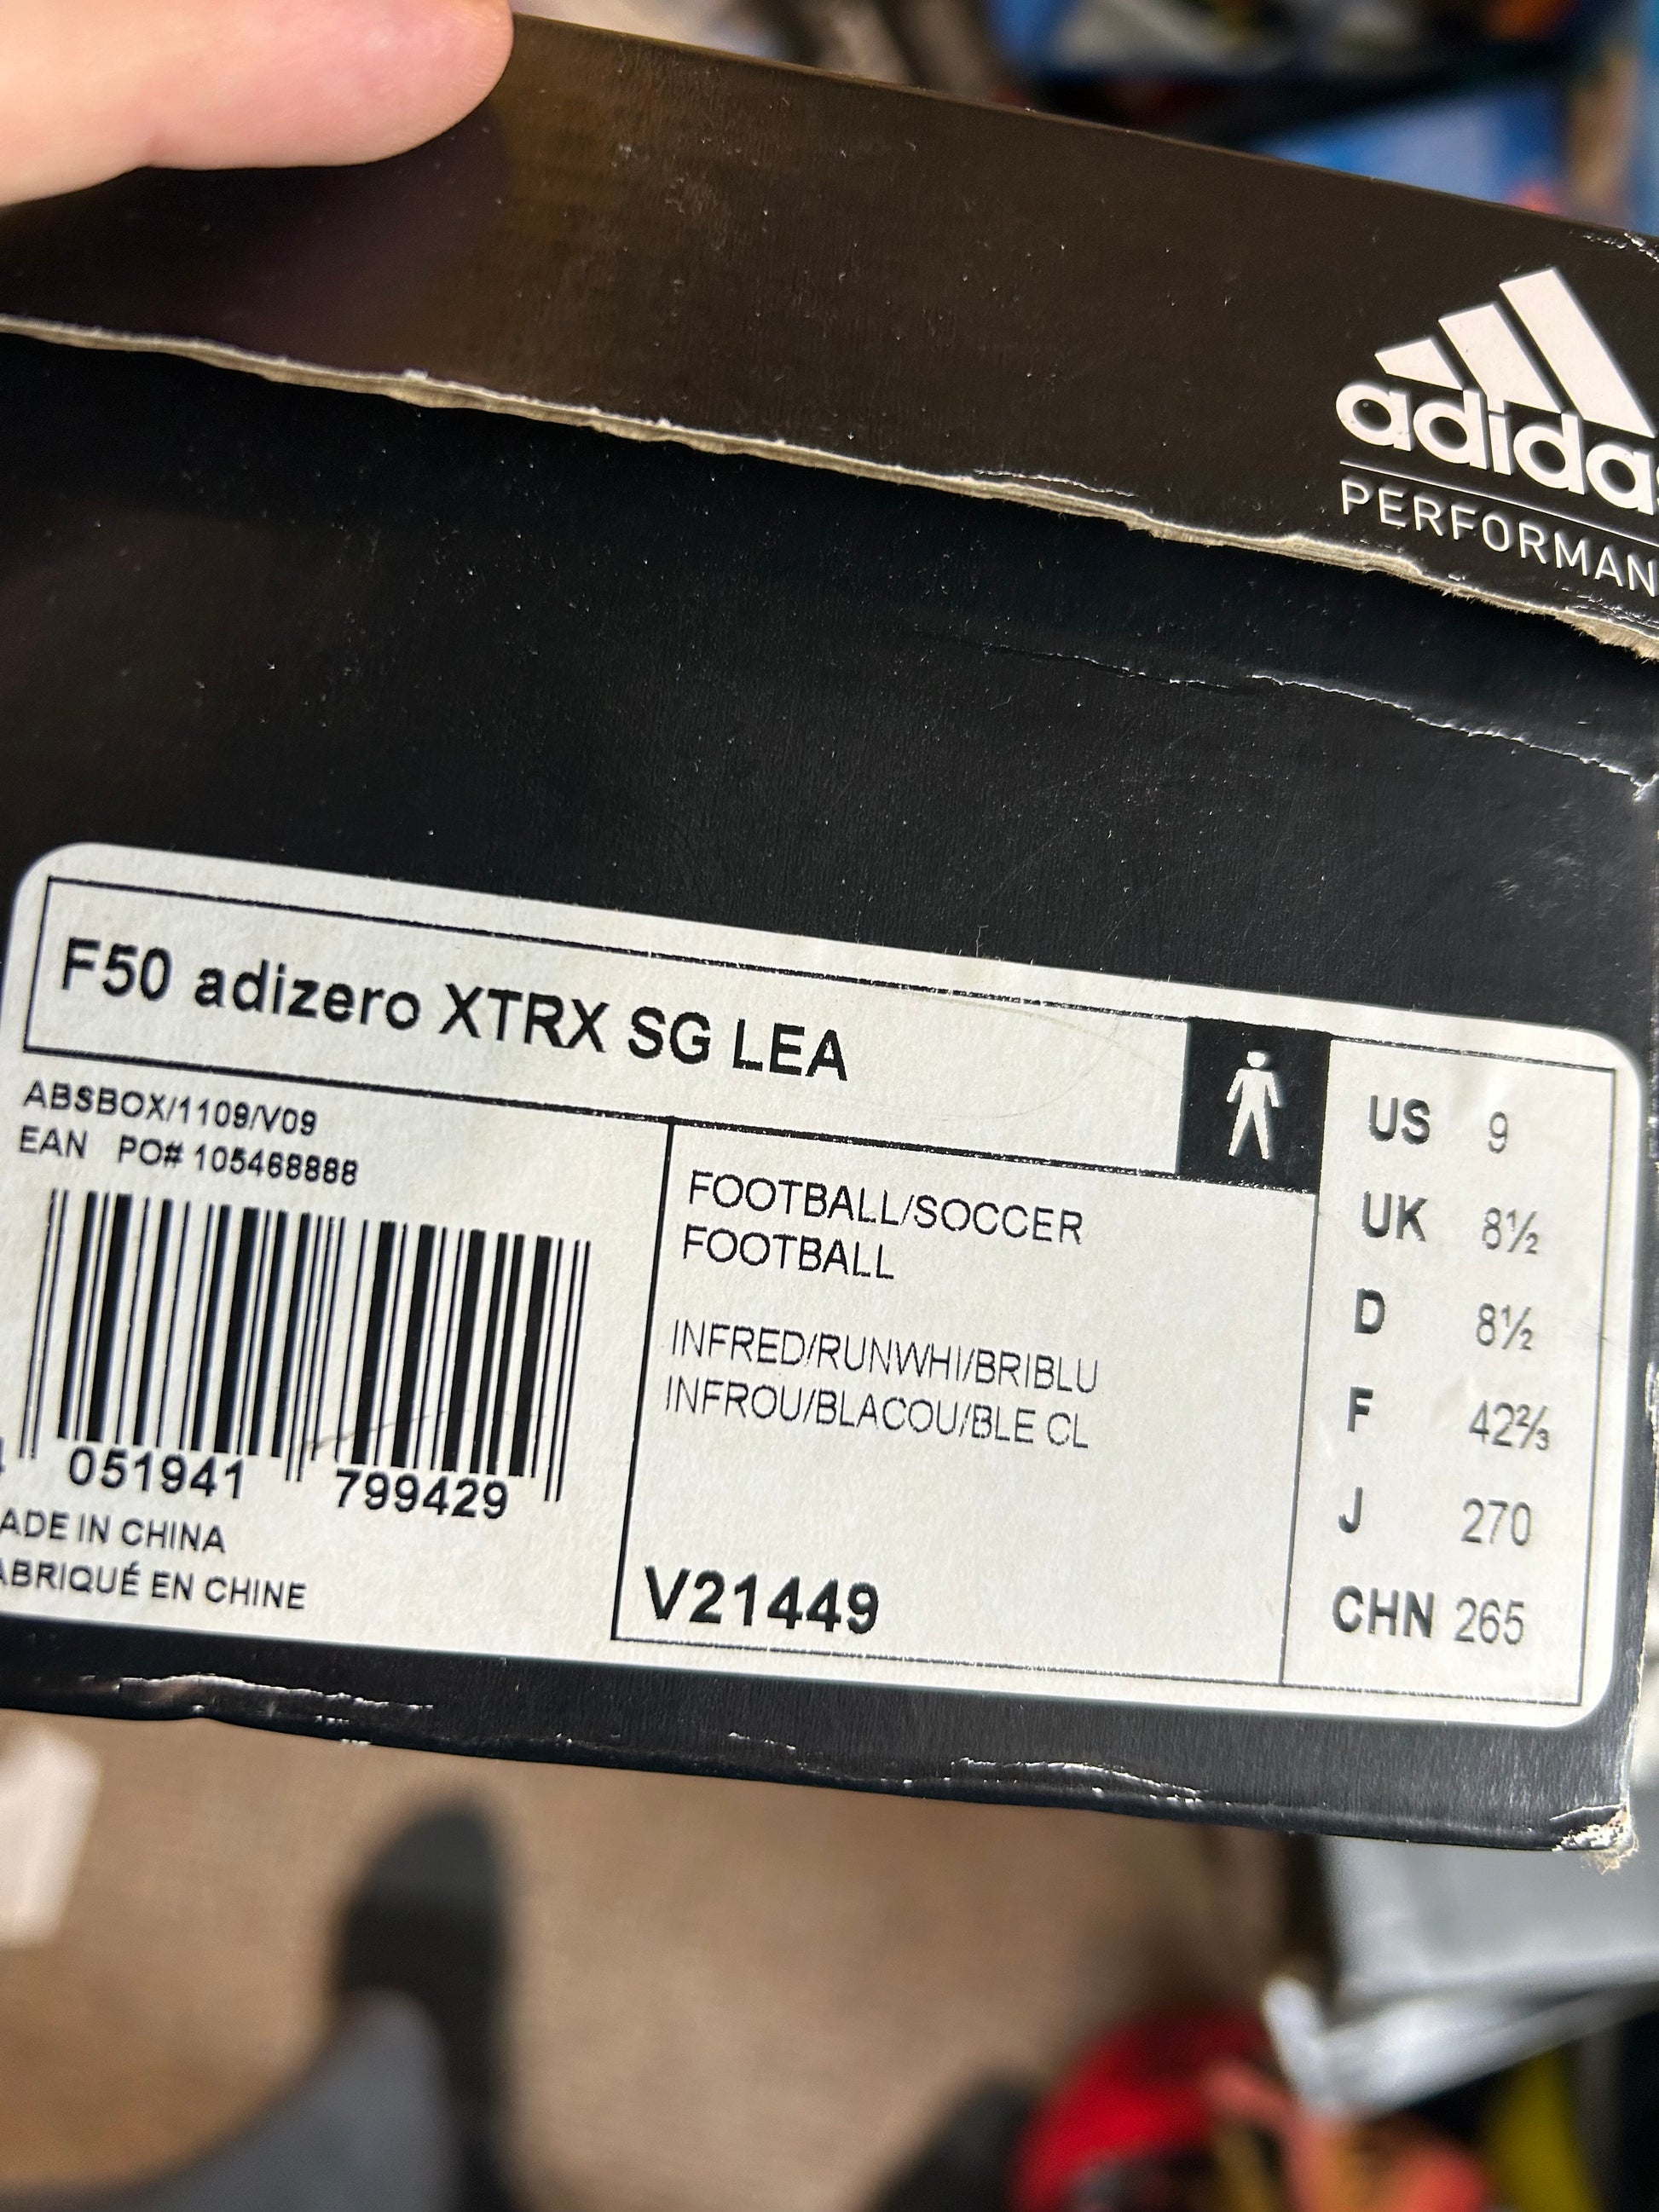 adidas
PERFORMAN
F50 adizero XTRX SG LEA
ABSBOX/1109/V09
EAN PO# 105468888
051941 799429
ADE IN CHINA
ABRIQUÉ EN CHINE
FOOTBALL/SOCCER
FOOTBALL
INFRED/RUNWHI/BRIBLU
INFROU/BLACOU/BLE CL
V21449
US 9
UK 8½
D 8½
F 42⅔
J 270
CHN 265